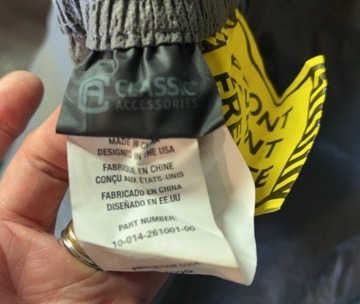 CLASSIC
ACCESSORIES
MADE IN CHINA
DESIGNED IN THE USA
FABRIQUÉ EN CHINE
CONÇU AUX ÉTATS-UNIS
FABRICADO EN CHINA
DISEÑADO EN EE.UU
PART NUMBER:
10-014-261001-00
FRONT